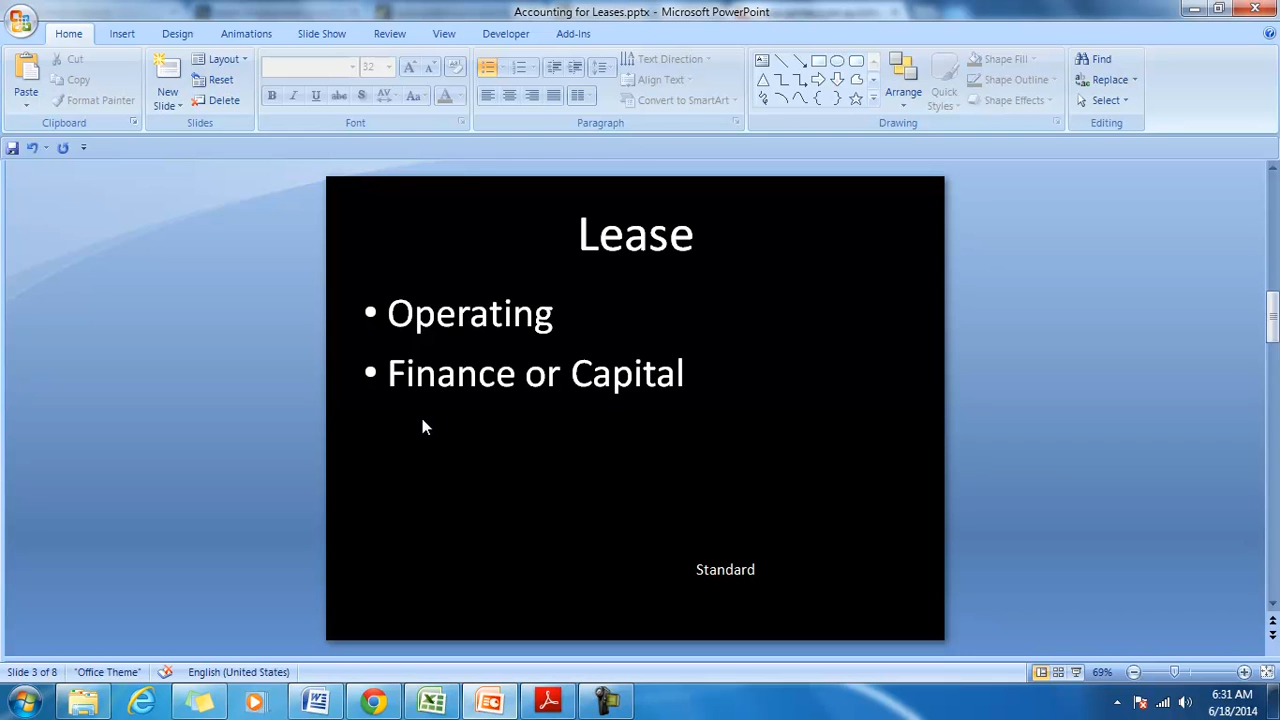 Accounting for Leases.pptx - Microsoft PowerPoint
Home Insert Design Animations Slide Show Review View Developer Add-Ins
Paste
Cut
Copy
Format Painter
Clipboard
New
Slide
Layout
Reset
Delete
Slides
32
B I U abe S AV Aa A
Font
Text Direction
Align Text
Convert to SmartArt
Paragraph
Arrange
Quick
Styles
Shape Fill
Shape Outline
Shape Effects
Drawing
Find
Replace
Select
Editing
Lease
• Operating
• Finance or Capital
Standard
Slide 3 of 8 "Office Theme" English (United States) 69%
6:31 AM
6/18/2014